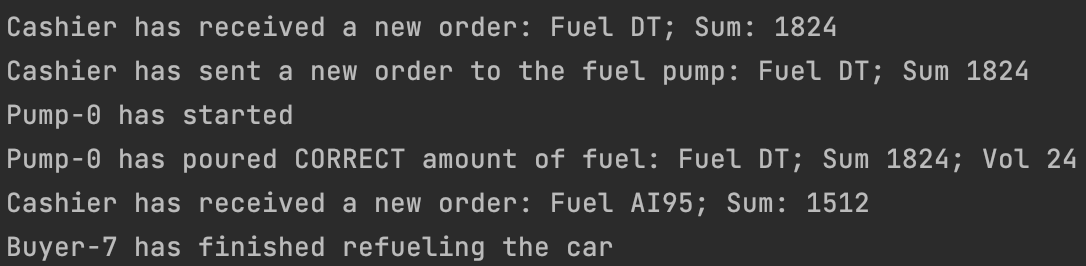 Cashier has received a new order: Fuel DT; Sum: 1824
Cashier has sent a new order to the fuel pump: Fuel DT; Sum 1824
Pump-0 has started
Pump-0 has poured CORRECT amount of fuel: Fuel DT; Sum 1824; Vol 24
Cashier has received a new order: Fuel AI95; Sum: 1512
Buyer-7 has finished refueling the car